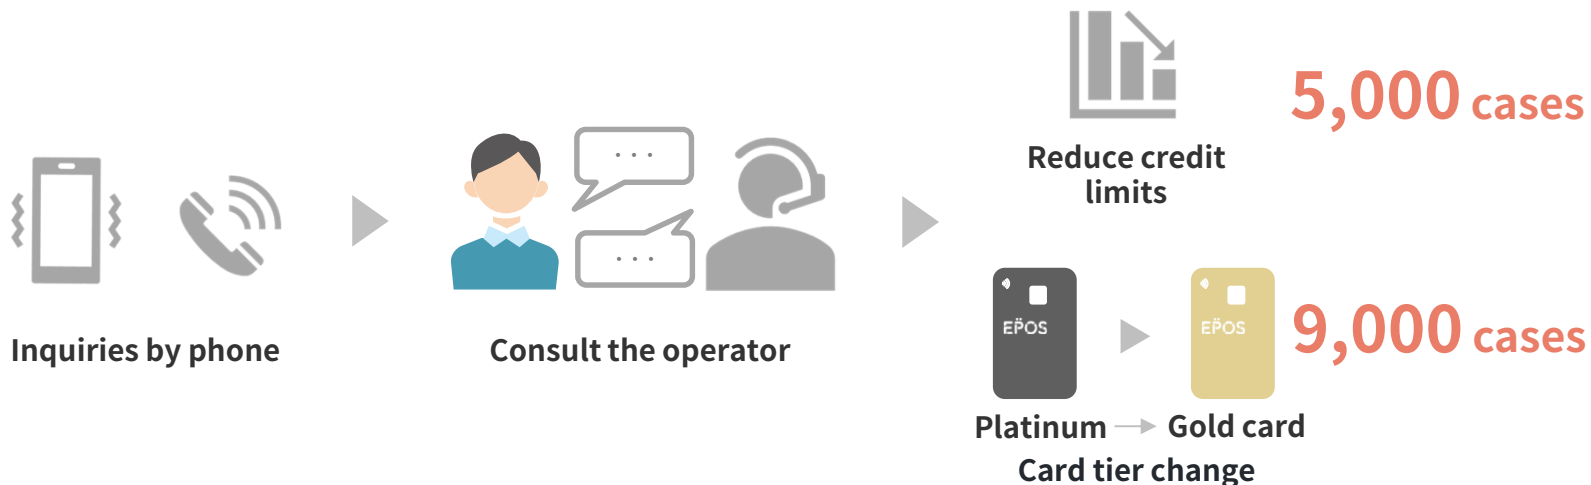 Inquiries by phone
Consult the operator
Reduce credit
limits
5,000 cases
EPOS
EPOS
9,000 cases
Platinum
Gold card
Card tier change